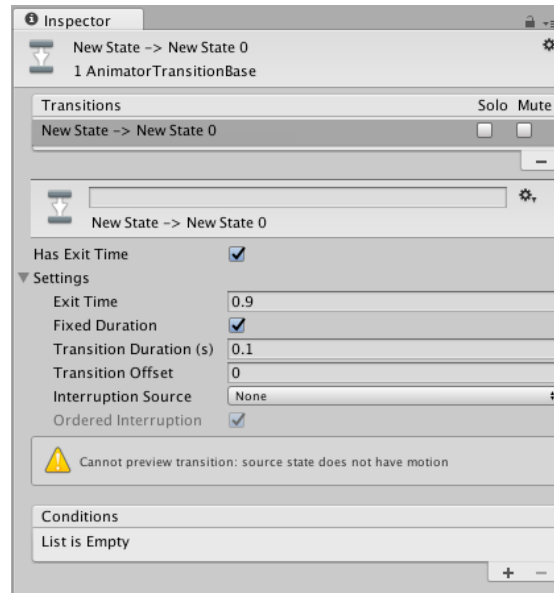 Inspector
New State -> New State 0
1 AnimatorTransitionBase
Transitions Solo Mute
New State -> New State 0
New State -> New State 0
Has Exit Time
Settings
Exit Time 0.9
Fixed Duration
Transition Duration (s) 0.1
Transition Offset 0
Interruption Source None
Ordered Interruption
Cannot preview transition: source state does not have motion
Conditions
List is Empty